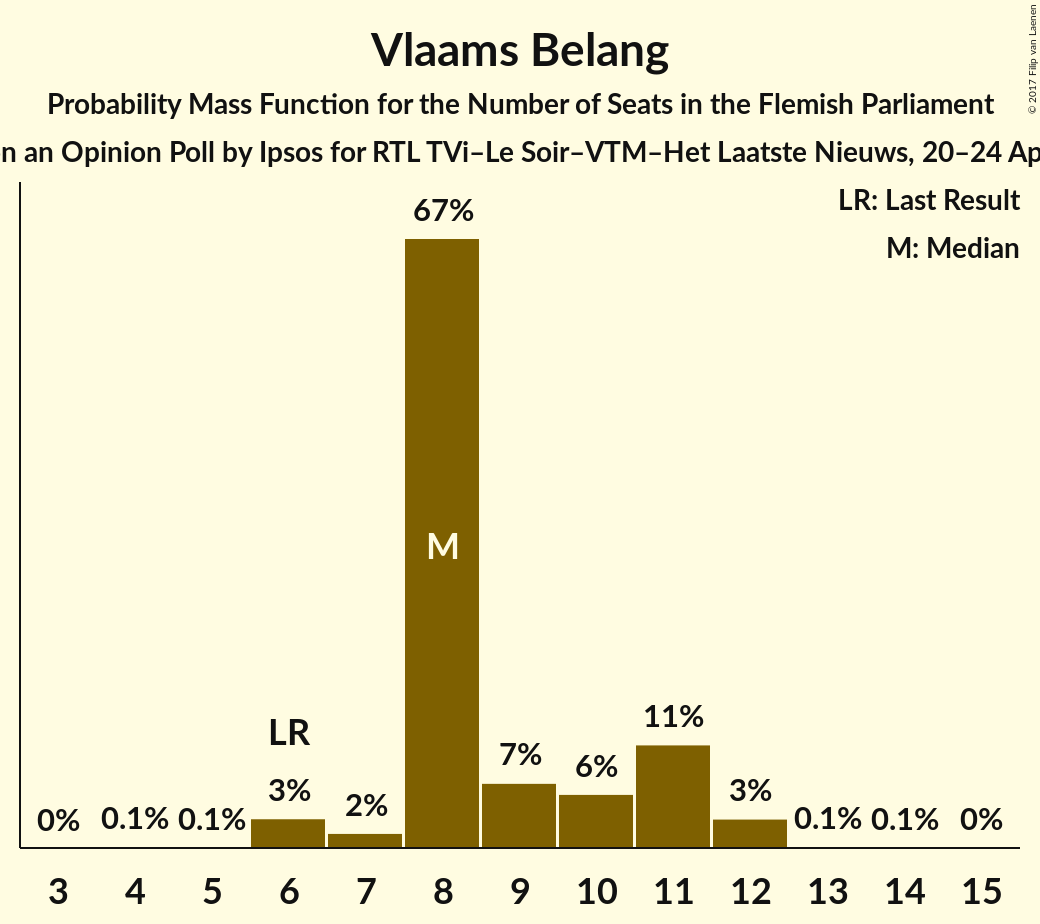 Vlaams Belang
Probability Mass Function for the Number of Seats in the Flemish Parliament
an Opinion Poll by Ipsos for RTL TVi–Le Soir–VTM–Het Laatste Nieuws, 20–24
© 2017 Filip van Laenen
LR: Last Result
M: Median
67%
M
LR
11%
7%
6%
3%
2%
3%
0%
0.1%
0.1%
0.1%
0.1%
0%
3 4 5 6 7 8 9 10 11 12 13 14 15